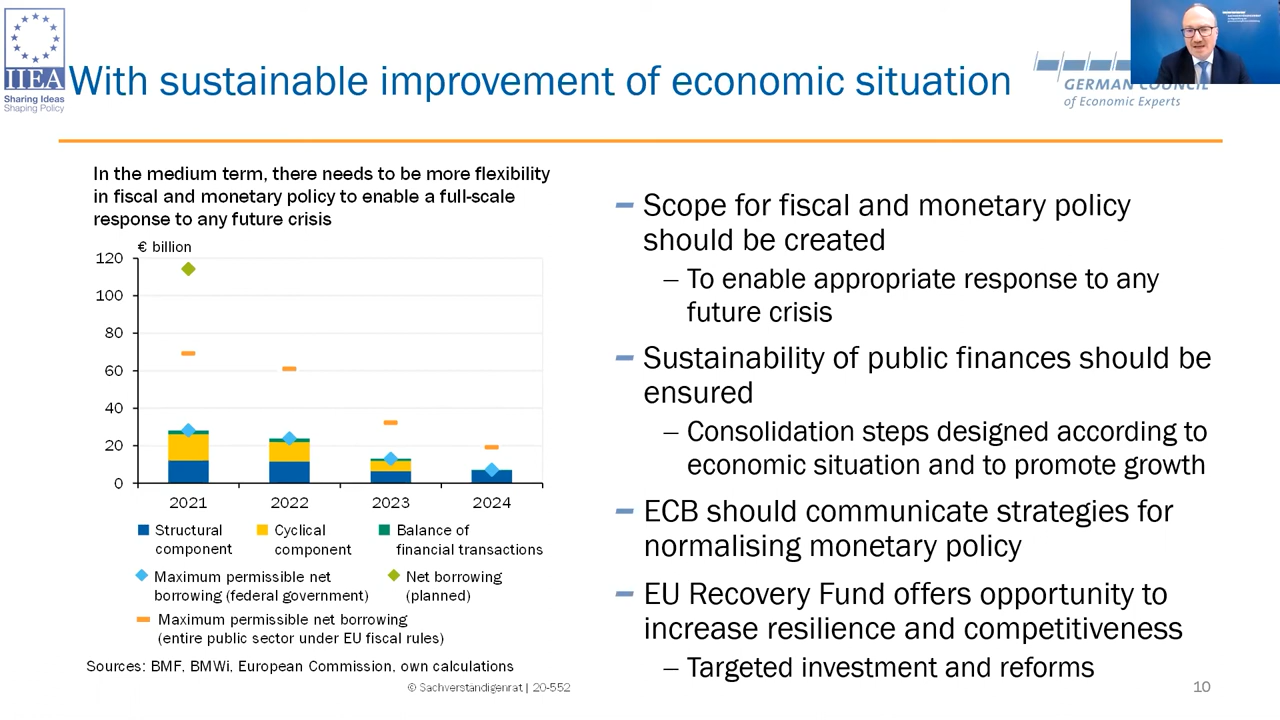 IIEA
Sharing Ideas
Shaping Policy
With sustainable improvement of economic situation
GERMAN COUNCIL
of Economic Experts
In the medium term, there needs to be more flexibility
in fiscal and monetary policy to enable a full-scale
response to any future crisis
€ billion
120
100
80
60
40
20
0
2021 2022 2023 2024
Structural
component
Cyclical
component
Balance of
financial transactions
Maximum permissible net
borrowing (federal government)
Net borrowing
(planned)
Maximum permissible net borrowing
(entire public sector under EU fiscal rules)
Sources: BMF, BMWi, European Commission, own calculations
© Sachverständigenrat | 20-552
– Scope for fiscal and monetary policy
should be created
– To enable appropriate response to any
future crisis
– Sustainability of public finances should be
ensured
– Consolidation steps designed according to
economic situation and to promote growth
– ECB should communicate strategies for
normalising monetary policy
– EU Recovery Fund offers opportunity to
increase resilience and competitiveness
– Targeted investment and reforms
10